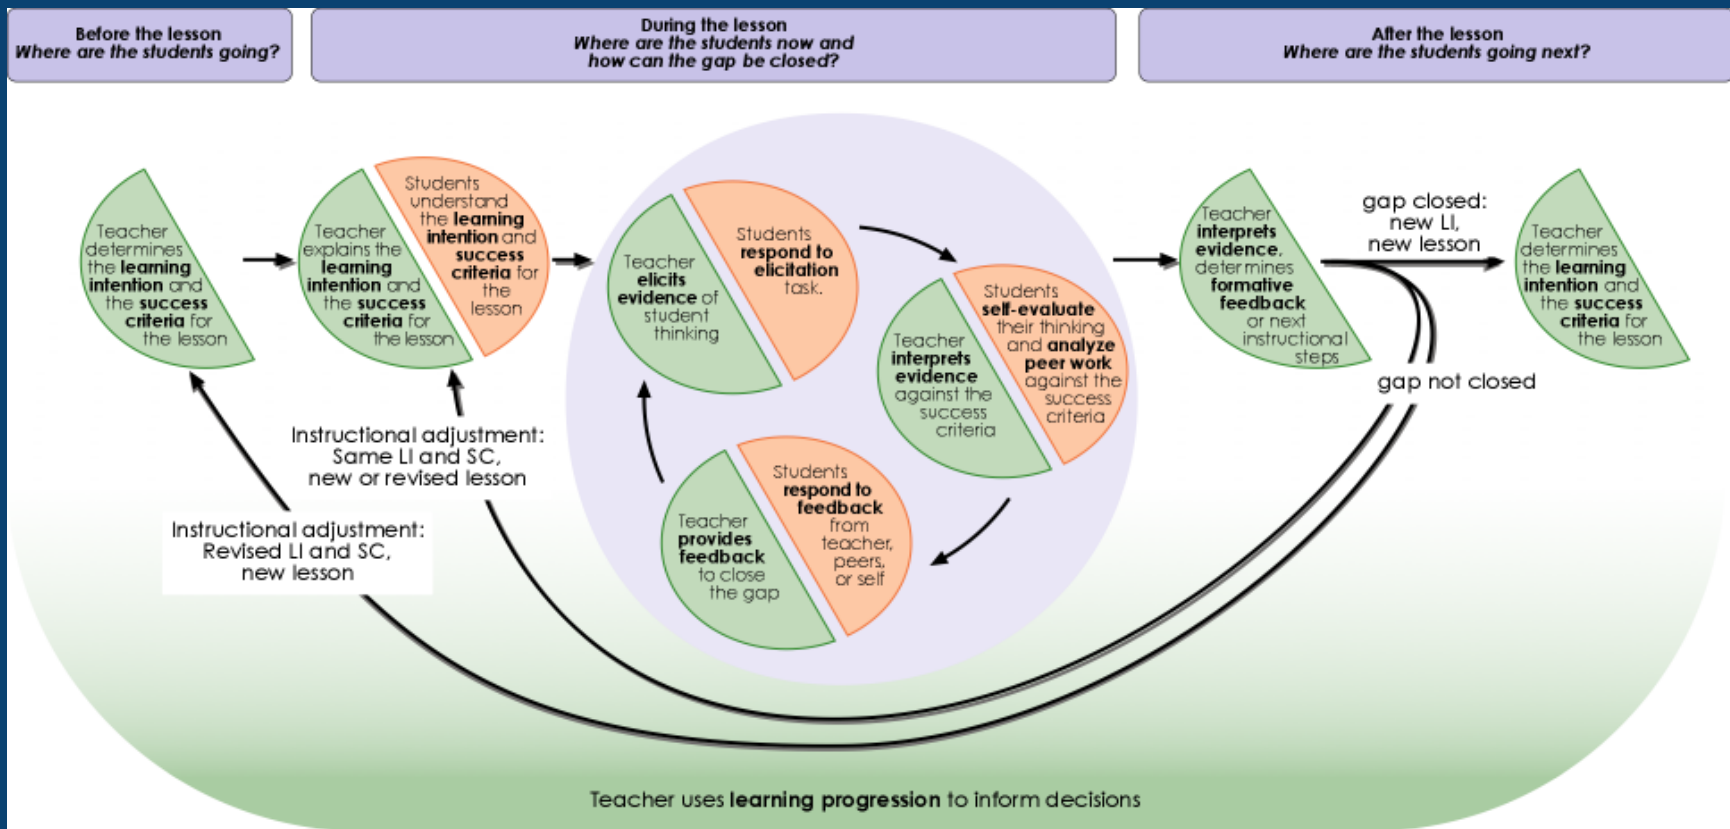 Before the lesson
Where are the students going?
During the lesson
Where are the students now and
how can the gap be closed?
After the lesson
Where are the students going next?
Teacher
determines
the learning
intention and
the success
criteria for
the lesson
Teacher
explains the
learning
intention and
the success
criteria for
the lesson
Students
understand
the learning
intention and
success
criteria for
the
lesson
Teacher
elicits
evidence of
student
thinking
Students
respond to
elicitation
task.
Teacher
interprets
evidence
against the
success
criteria
Students
self-evaluate
their thinking
and analyze
peer work
against the
success
criteria
Teacher
provides
feedback
to close
the gap
Students
respond to
feedback
from
teacher,
peers,
or self
Teacher
interprets
evidence,
determines
formative
feedback
or next
instructional
steps
gap closed:
new LI,
new lesson
Teacher
determines
the learning
intention and
the success
criteria for
the lesson
gap not closed
Instructional adjustment:
Same LI and SC,
new or revised lesson
Instructional adjustment:
Revised LI and SC,
new lesson
Teacher uses learning progression to inform decisions